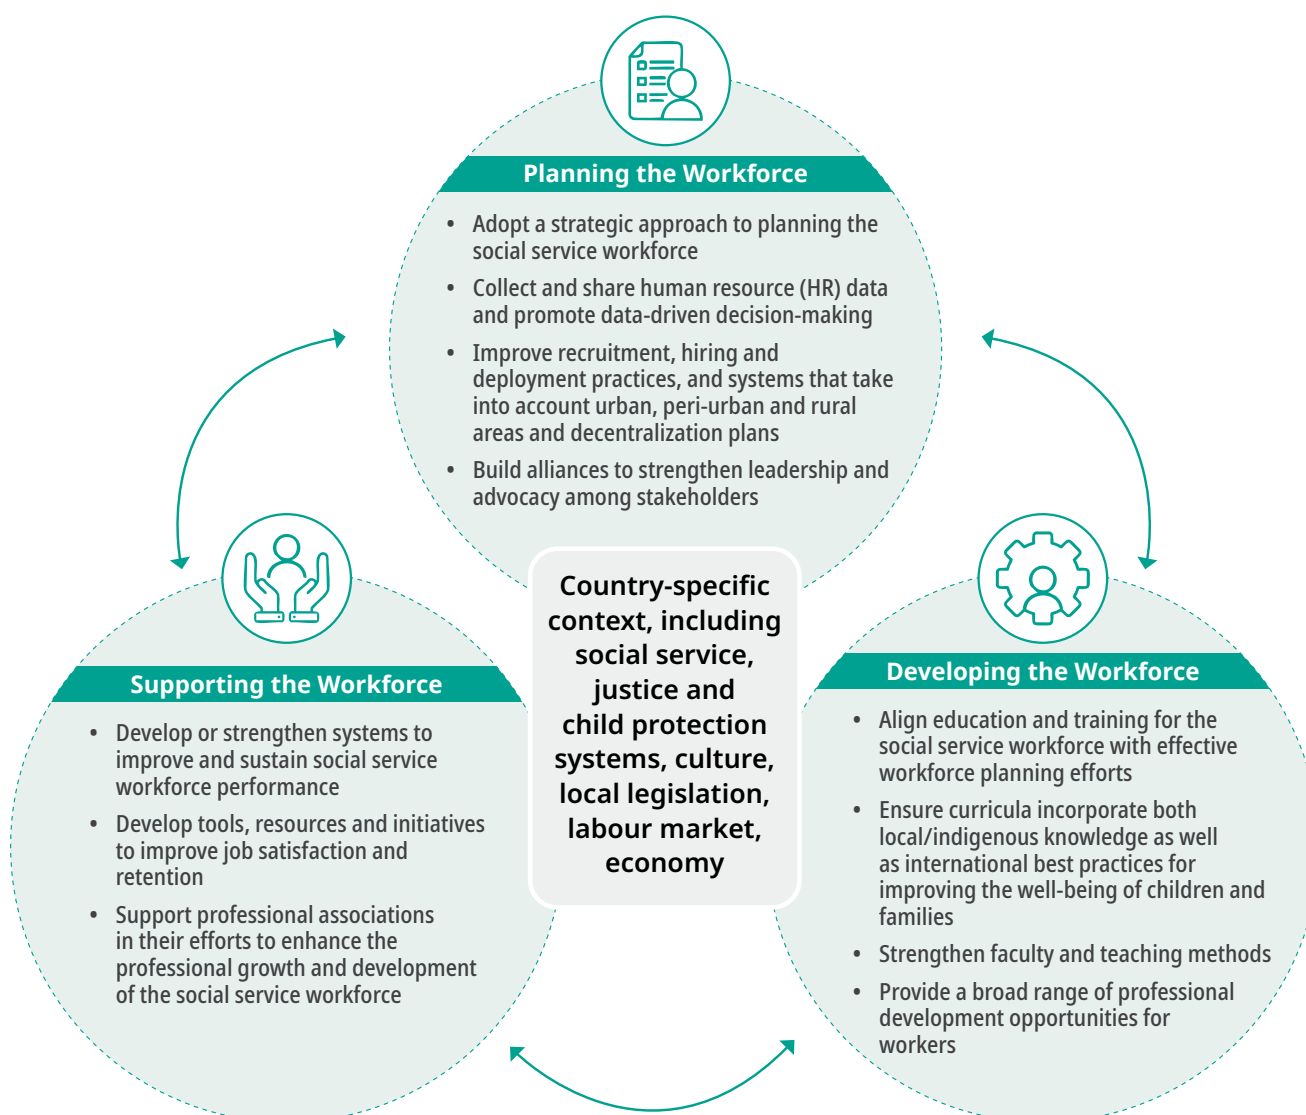 Planning the Workforce
• Adopt a strategic approach to planning the
social service workforce
• Collect and share human resource (HR) data
and promote data-driven decision-making
• Improve recruitment, hiring and
deployment practices, and systems that take
into account urban, peri-urban and rural
areas and decentralization plans
• Build alliances to strengthen leadership and
advocacy among stakeholders
Country-specific
context, including
social service,
justice and
child protection
systems, culture,
local legislation,
labour market,
economy
Supporting the Workforce
• Develop or strengthen systems to
improve and sustain social service
workforce performance
• Develop tools, resources and initiatives
to improve job satisfaction and
retention
• Support professional associations
in their efforts to enhance the
professional growth and development
of the social service workforce
Developing the Workforce
• Align education and training for the
social service workforce with effective
workforce planning efforts
• Ensure curricula incorporate both
local/indigenous knowledge as well
as international best practices for
improving the well-being of children and
families
• Strengthen faculty and teaching methods
• Provide a broad range of professional
development opportunities for
workers